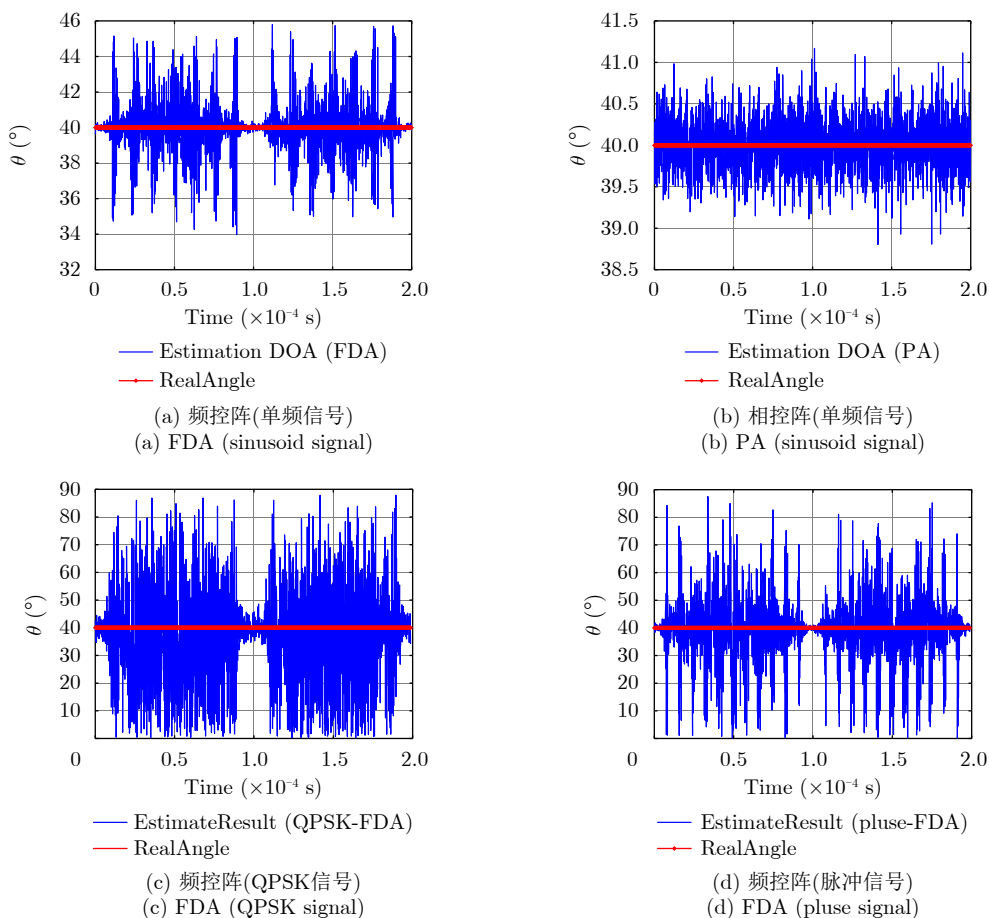 46
44
42
40
38
36
34
32
θ (°)
0
0.5
1.0
1.5
2.0
Time (×10⁻⁴ s)
Estimation DOA (FDA)
RealAngle
(a) 频控阵(单频信号)
(a) FDA (sinusoid signal)
41.5
41.0
40.5
40.0
39.5
39.0
38.5
θ (°)
0
0.5
1.0
1.5
2.0
Time (×10⁻⁴ s)
Estimation DOA (PA)
RealAngle
(b) 相控阵(单频信号)
(b) PA (sinusoid signal)
90
80
70
60
50
40
30
20
10
θ (°)
0
0.5
1.0
1.5
2.0
Time (×10⁻⁴ s)
EstimateResult (QPSK-FDA)
RealAngle
(c) 频控阵(QPSK信号)
(c) FDA (QPSK signal)
90
80
70
60
50
40
30
20
10
θ (°)
0
0.5
1.0
1.5
2.0
Time (×10⁻⁴ s)
EstimateResult (pluse-FDA)
RealAngle
(d) 频控阵(脉冲信号)
(d) FDA (pluse signal)